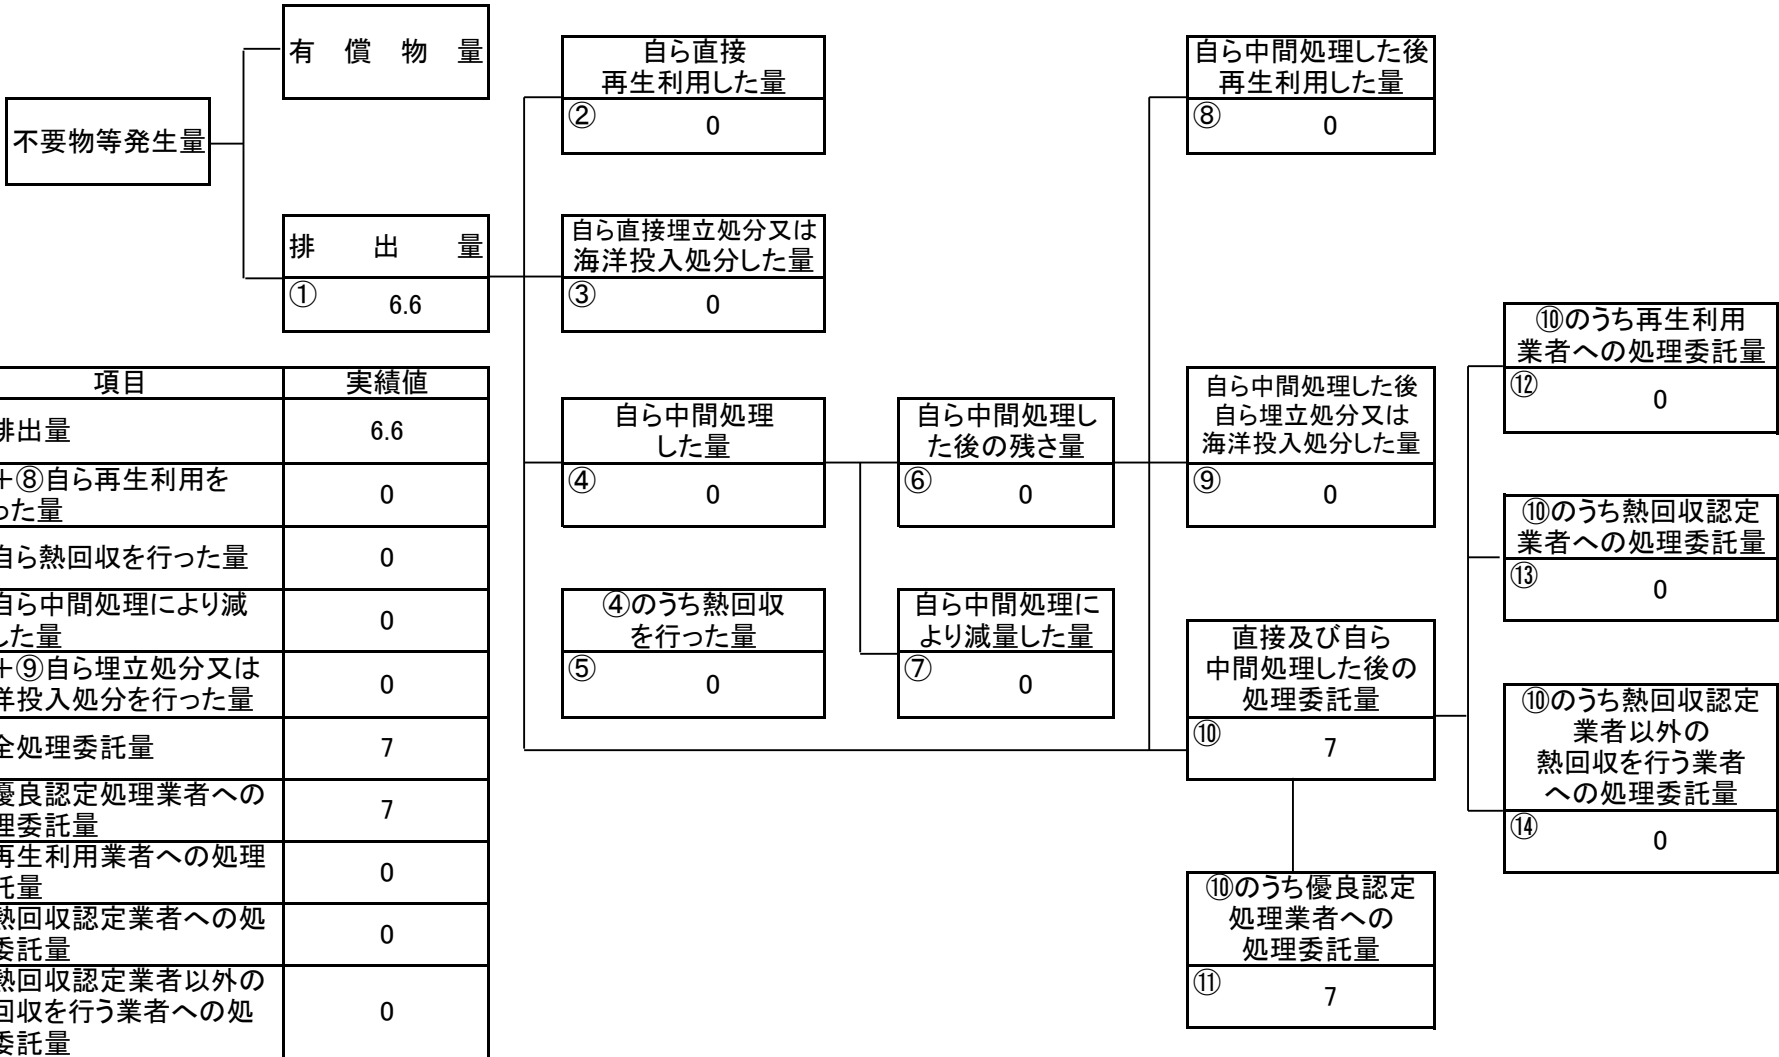 有償物量
不要物等発生量
排出量
① 6.6
自ら直接
再生利用した量
② 0
自ら直接埋立処分又は
海洋投入処分した量
③ 0
自ら中間処理
した量
④ 0
④のうち熱回収
を行った量
⑤ 0
自ら中間処理し
た後の残さ量
⑥ 0
自ら中間処理に
より減量した量
⑦ 0
自ら中間処理した後
再生利用した量
⑧ 0
自ら中間処理した後
自ら埋立処分又は
海洋投入処分した量
⑨ 0
直接及び自ら
中間処理した後の
処理委託量
⑩ 7
⑩のうち優良認定
処理業者への
処理委託量
⑪ 7
⑩のうち再生利用
業者への処理委託量
⑫ 0
⑩のうち熱回収認定
業者への処理委託量
⑬ 0
⑩のうち熱回収認定
業者以外の
熱回収を行う業者
への処理委託量
⑭ 0
項目 実績値
排出量 6.6
+⑧自ら再生利用を
った量 0
自ら熱回収を行った量 0
自ら中間処理により減
した量 0
+⑨自ら埋立処分又は
洋投入処分を行った量 0
全処理委託量 7
優良認定処理業者への
理委託量 7
再生利用業者への処理
託量 0
熱回収認定業者への処
委託量 0
熱回収認定業者以外の
回収を行う業者への処
委託量 0